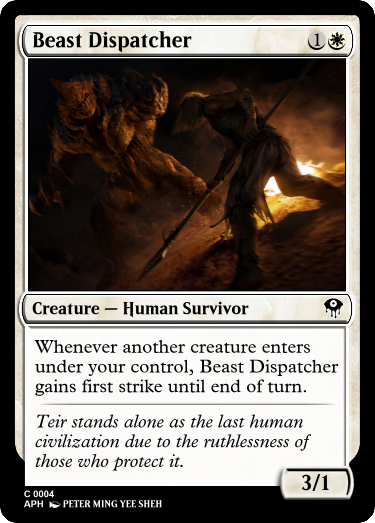 Beast Dispatcher 1
Creature — Human Survivor
Whenever another creature enters
under your control, Beast Dispatcher
gains first strike until end of turn.
Teir stands alone as the last human
civilization due to the ruthlessness of
those who protect it.
3/1
C 0004
APH PETER MING YEE SHEH